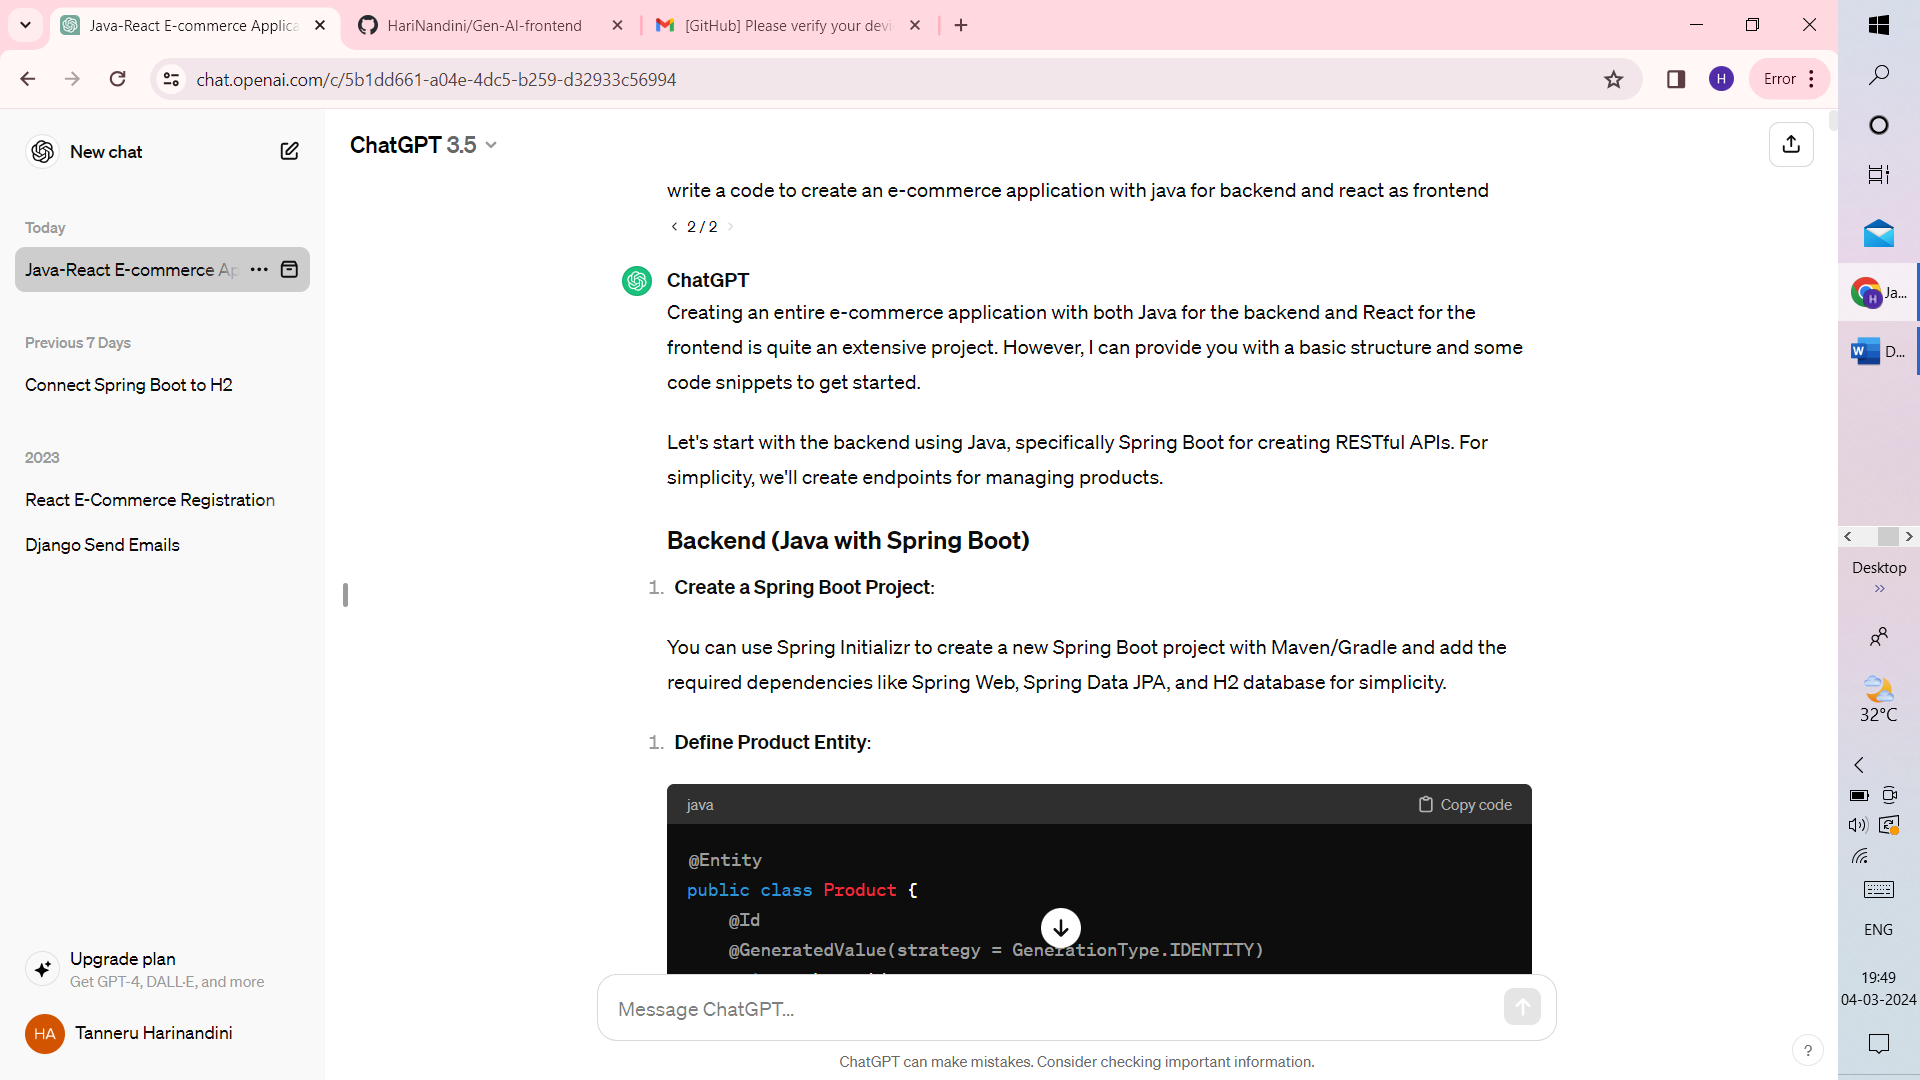 Java-React E-commerce Applica
HariNandini/Gen-AI-frontend
[GitHub] Please verify your devi
chat.openai.com/c/5b1dd661-a04e-4dc5-b259-d32933c56994
H
Error
New chat
ChatGPT 3.5
Today
Java-React E-commerce Ap
Previous 7 Days
Connect Spring Boot to H2
2023
React E-Commerce Registration
Django Send Emails
Upgrade plan
Get GPT-4, DALL·E, and more
HA
Tanneru Harinandini
write a code to create an e-commerce application with java for backend and react as frontend
2 / 2
ChatGPT
Creating an entire e-commerce application with both Java for the backend and React for the
frontend is quite an extensive project. However, I can provide you with a basic structure and some
code snippets to get started.
Let's start with the backend using Java, specifically Spring Boot for creating RESTful APIs. For
simplicity, we'll create endpoints for managing products.
Backend (Java with Spring Boot)
1. Create a Spring Boot Project:
You can use Spring Initializr to create a new Spring Boot project with Maven/Gradle and add the
required dependencies like Spring Web, Spring Data JPA, and H2 database for simplicity.
1. Define Product Entity:
java
Copy code
@Entity
public class Product {
@Id
@GeneratedValue(strategy = GenerationType.IDENTITY)
Message ChatGPT...
ChatGPT can make mistakes. Consider checking important information.
?
H
Ja...
W
D...
Desktop
32°C
ENG
19:49
04-03-2024